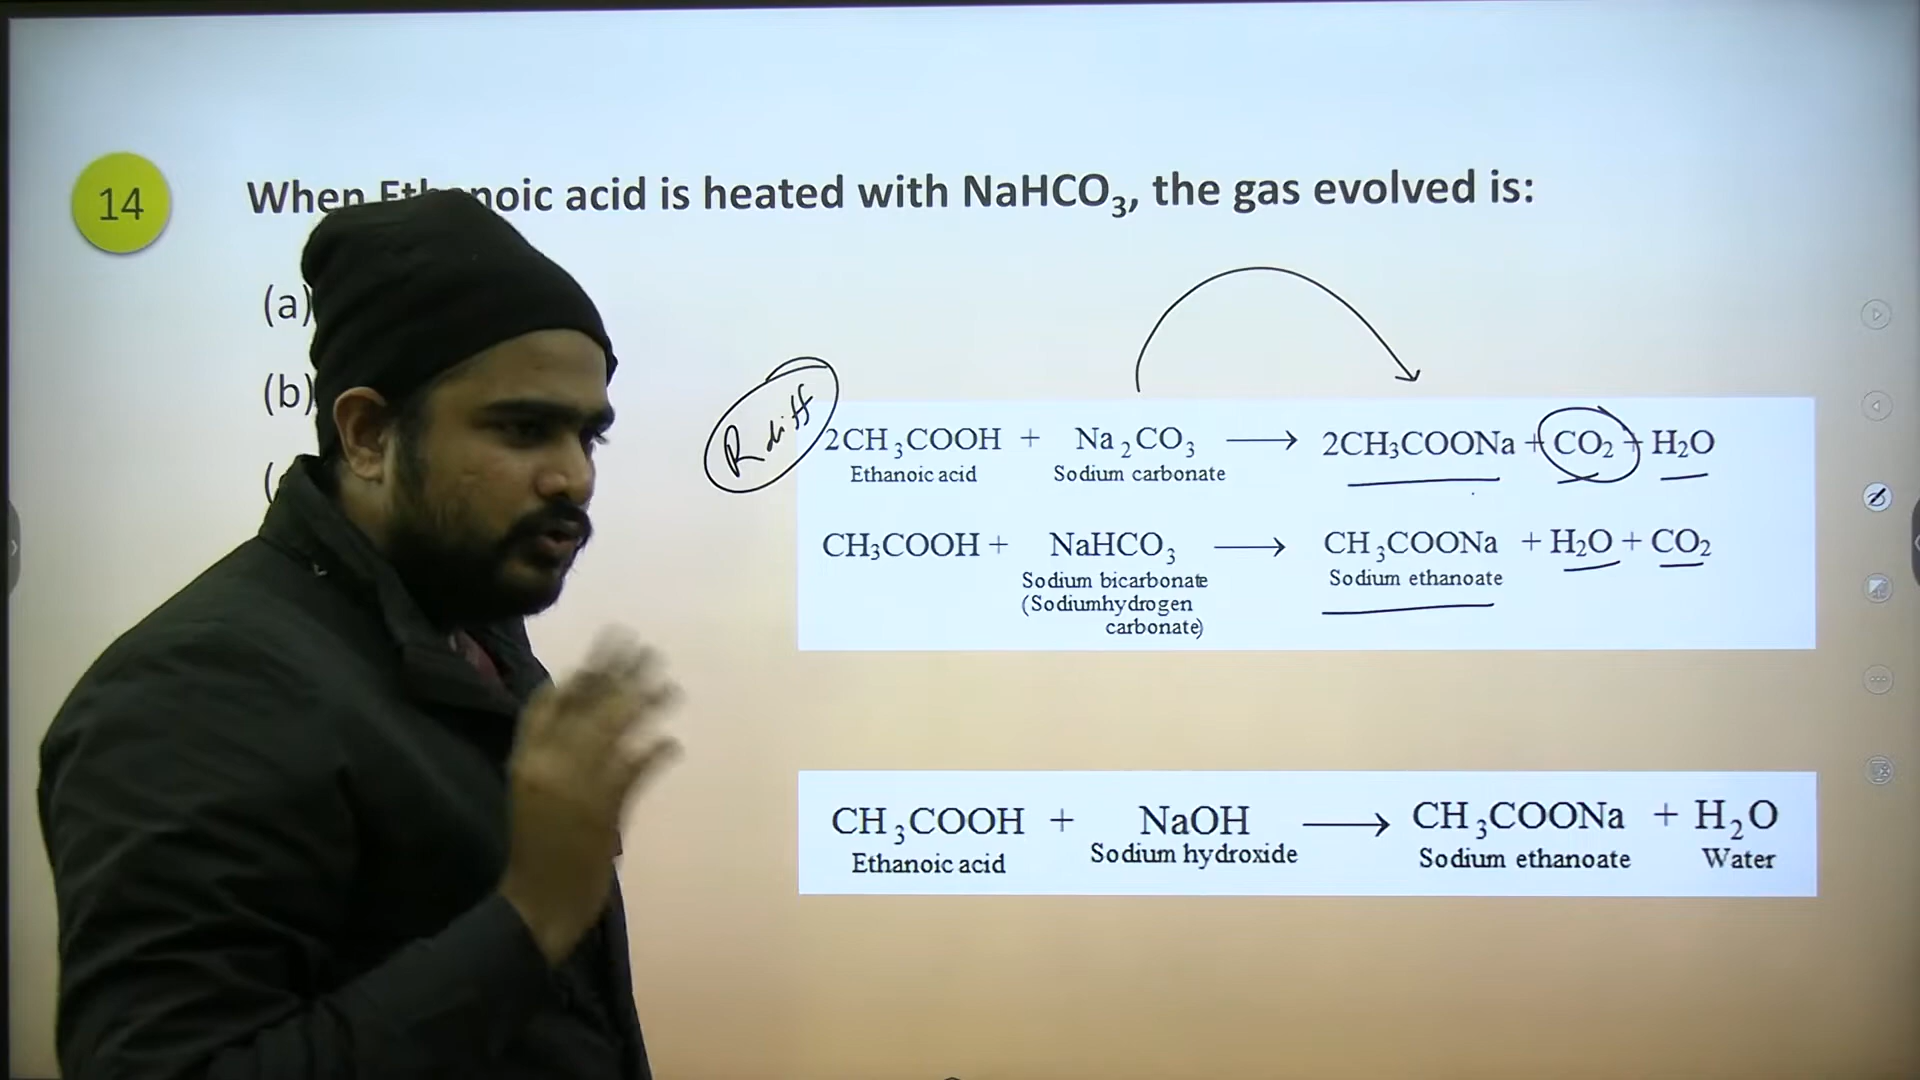 14
When Eth noic acid is heated with NaHCO₃, the gas evolved is:
(a)
(b)
(
R diff
2CH₃COOH + Na₂CO₃ ⟶ 2CH₃COONa + CO₂ + H₂O
Ethanoic acid Sodium carbonate
CH₃COOH + NaHCO₃ ⟶ CH₃COONa + H₂O + CO₂
Sodium bicarbonate Sodium ethanoate
(Sodiumhydrogen
carbonate)
CH₃COOH + NaOH ⟶ CH₃COONa + H₂O
Ethanoic acid Sodium hydroxide Sodium ethanoate Water